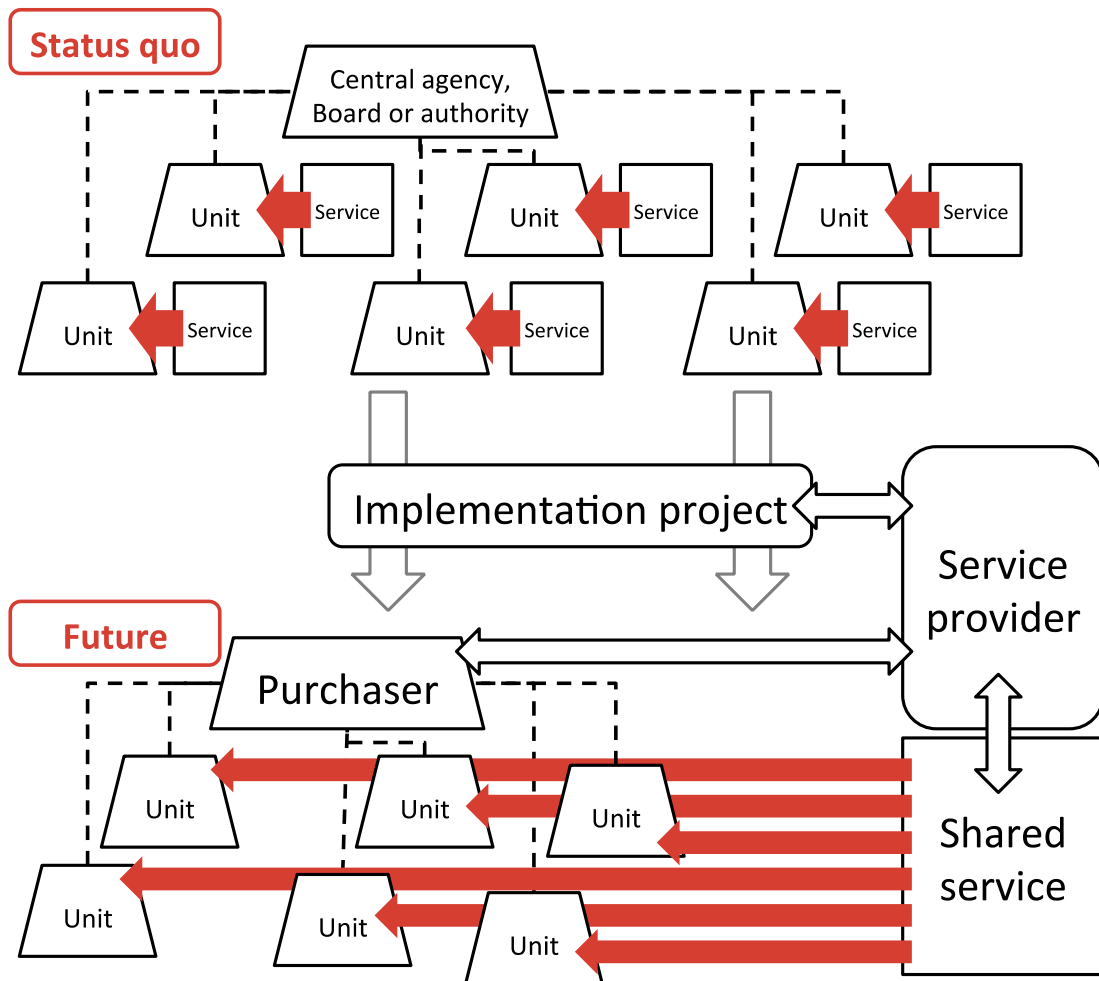 Status quo
Central agency,
Board or authority
Unit
Service
Unit
Service
Unit
Service
Unit
Service
Unit
Service
Unit
Service
Implementation project
Service
provider
Future
Purchaser
Unit
Unit
Unit
Shared
service
Unit
Unit
Unit